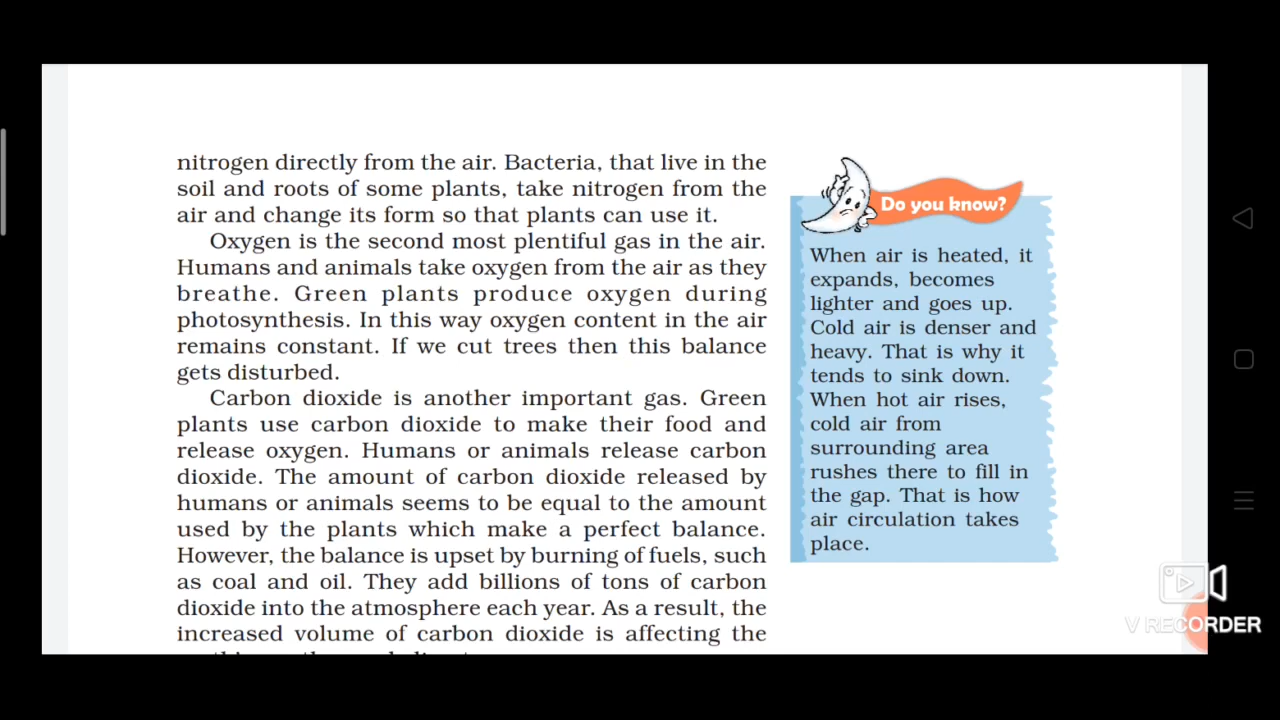 nitrogen directly from the air. Bacteria, that live in the
soil and roots of some plants, take nitrogen from the
air and change its form so that plants can use it.
Oxygen is the second most plentiful gas in the air.
Humans and animals take oxygen from the air as they
breathe. Green plants produce oxygen during
photosynthesis. In this way oxygen content in the air
remains constant. If we cut trees then this balance
gets disturbed.
Carbon dioxide is another important gas. Green
plants use carbon dioxide to make their food and
release oxygen. Humans or animals release carbon
dioxide. The amount of carbon dioxide released by
humans or animals seems to be equal to the amount
used by the plants which make a perfect balance.
However, the balance is upset by burning of fuels, such
as coal and oil. They add billions of tons of carbon
dioxide into the atmosphere each year. As a result, the
increased volume of carbon dioxide is affecting the
Do you know?
When air is heated, it
expands, becomes
lighter and goes up.
Cold air is denser and
heavy. That is why it
tends to sink down.
When hot air rises,
cold air from
surrounding area
rushes there to fill in
the gap. That is how
air circulation takes
place.
V RECORDER